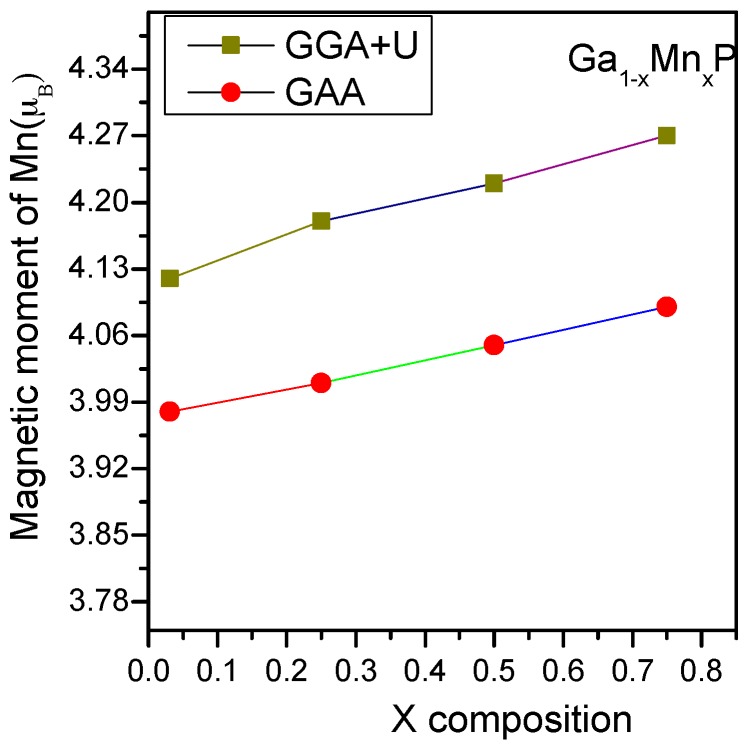 GGA+U
GAA
Ga1-xMnxP
Magnetic moment of Mn(μB)
4.34
4.27
4.20
4.13
4.06
3.99
3.92
3.85
3.78
0.0 0.1 0.2 0.3 0.4 0.5 0.6 0.7 0.8
X composition